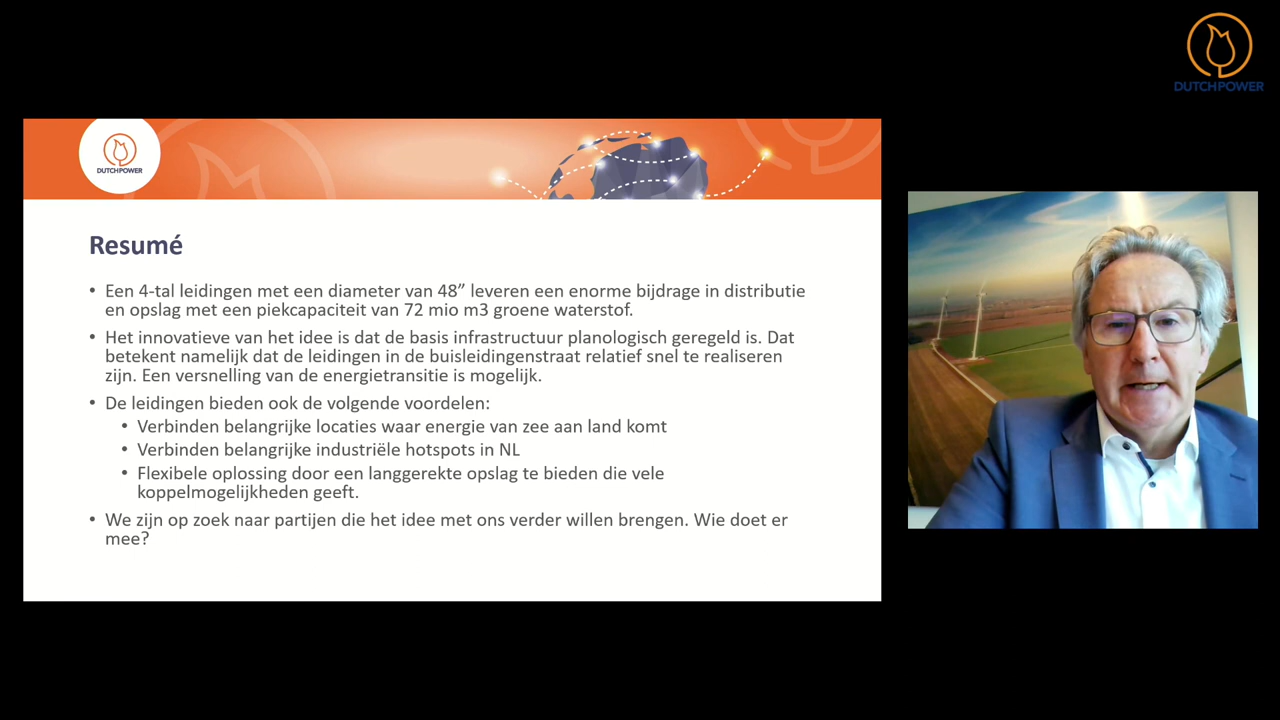 DUTCH POWER
DUTCH POWER
Resumé
• Een 4-tal leidingen met een diameter van 48” leveren een enorme bijdrage in distributie
en opslag met een piekcapaciteit van 72 mio m3 groene waterstof.
• Het innovatieve van het idee is dat de basis infrastructuur planologisch geregeld is. Dat
betekent namelijk dat de leidingen in de buisleidingenstraat relatief snel te realiseren
zijn. Een versnelling van de energietransitie is mogelijk.
• De leidingen bieden ook de volgende voordelen:
• Verbinden belangrijke locaties waar energie van zee aan land komt
• Verbinden belangrijke industriële hotspots in NL
• Flexibele oplossing door een langgerekte opslag te bieden die vele
koppelmogelijkheden geeft.
• We zijn op zoek naar partijen die het idee met ons verder willen brengen. Wie doet er
mee?